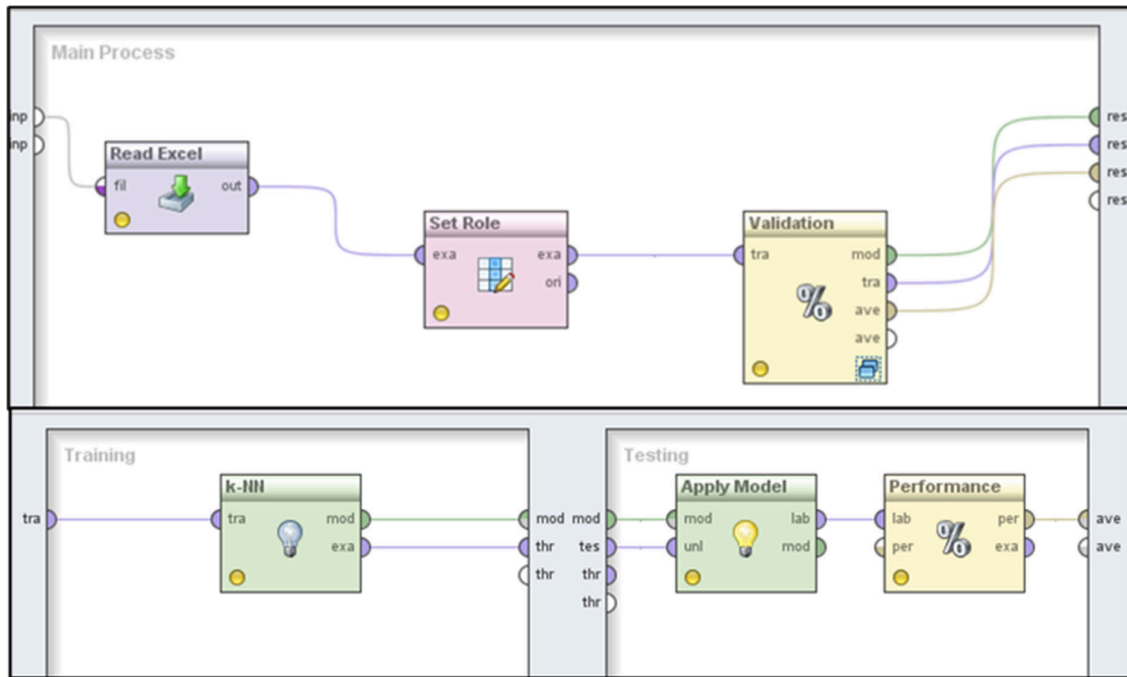 Main Process
inp
inp
Read Excel
fil out
Set Role
exa exa
ori
Validation
tra mod
tra
ave
ave
res
res
res
res
Training
tra
k-NN
tra mod
exa
mod
thr
thr
Testing
mod
tes
thr
thr
Apply Model
mod lab
unl mod
Performance
lab per
per exa
ave
ave